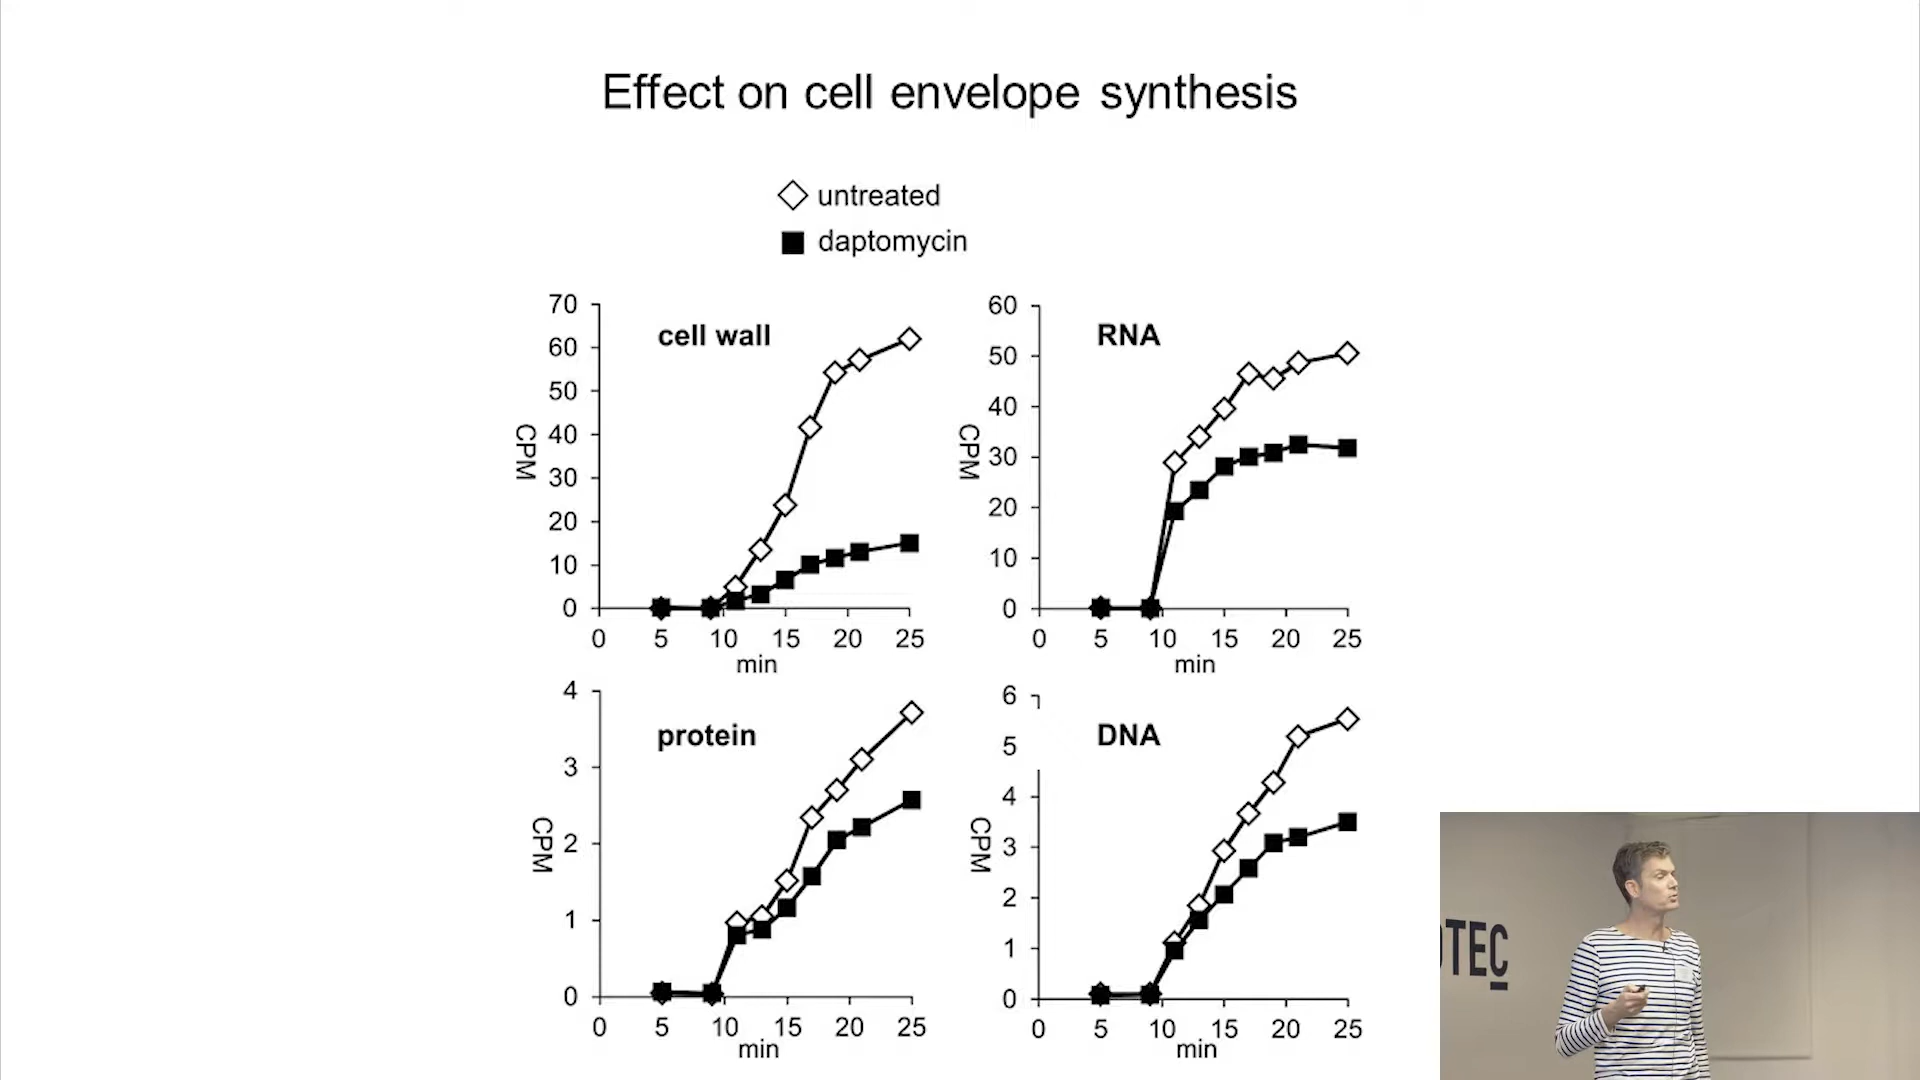 Effect on cell envelope synthesis
untreated
daptomycin
cell wall
70
60
50
40
30
20
10
0
CPM
0 5 10 15 20 25
min
RNA
60
50
40
30
20
10
0
CPM
0 5 10 15 20 25
min
protein
4
3
2
1
0
CPM
0 5 10 15 20 25
min
DNA
6
5
4
3
2
1
0
CPM
0 5 10 15 20 25
min
TEC